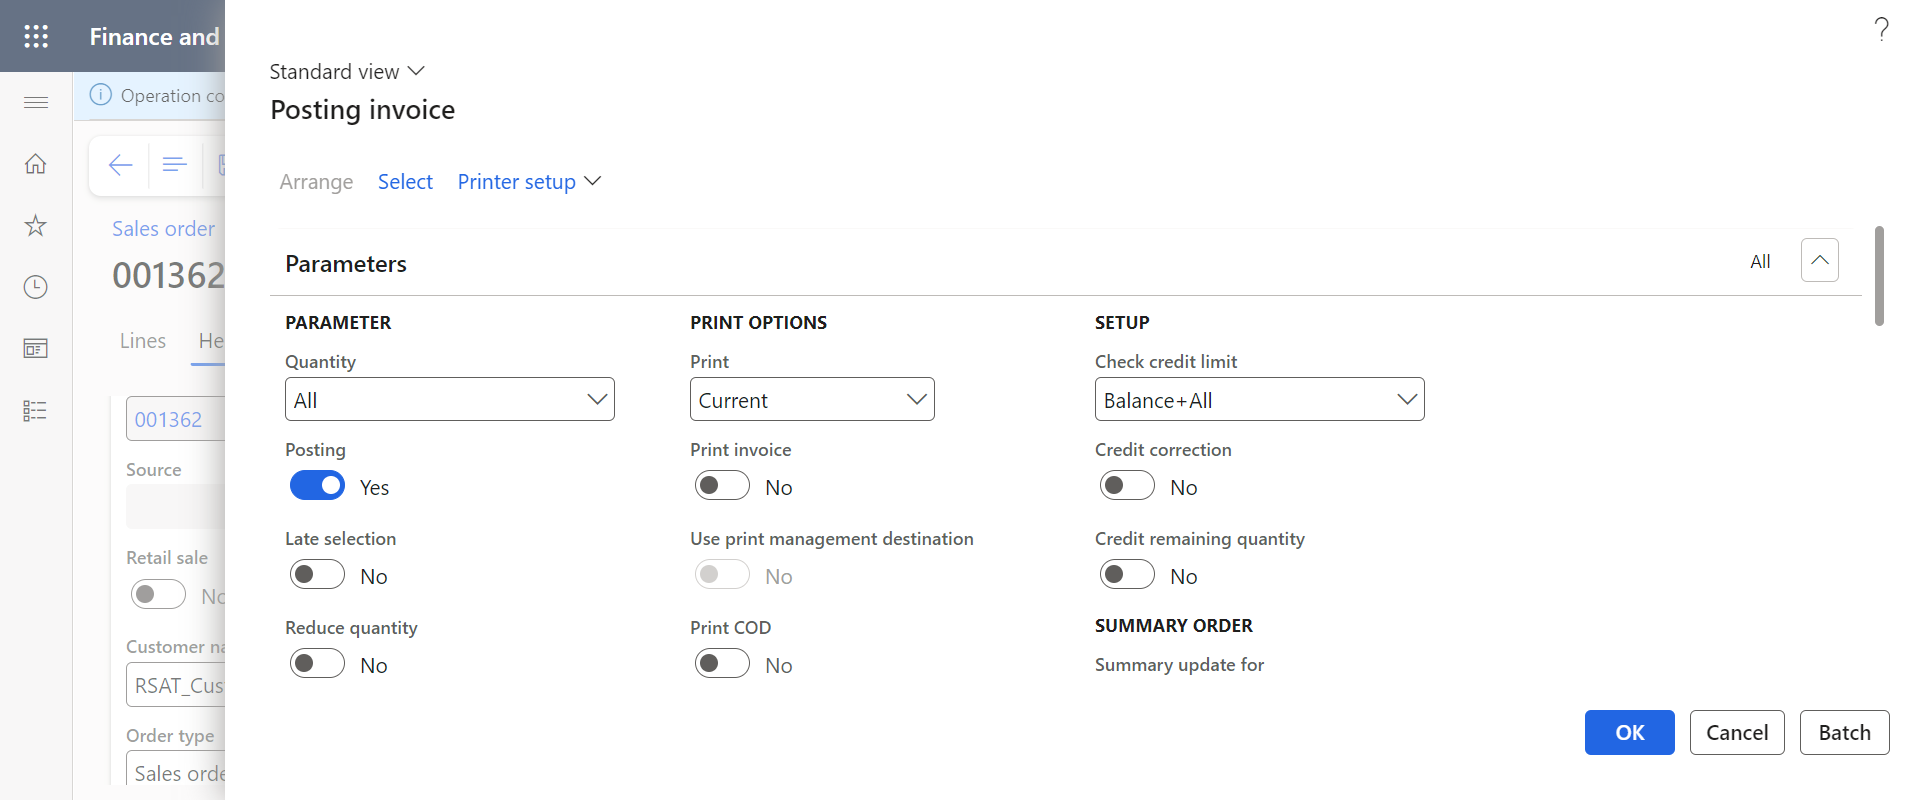 Finance and
Operation co
Sales order
001362
Lines
He
001362
Source
Retail sale
No
Customer na
RSAT_Cus
Order type
Sales orde
?
Standard view
Posting invoice
Arrange
Select
Printer setup
Parameters
All
PARAMETER
Quantity
All
Posting
Yes
Late selection
No
Reduce quantity
No
PRINT OPTIONS
Print
Current
Print invoice
No
Use print management destination
No
Print COD
No
SETUP
Check credit limit
Balance+All
Credit correction
No
Credit remaining quantity
No
SUMMARY ORDER
Summary update for
OK
Cancel
Batch